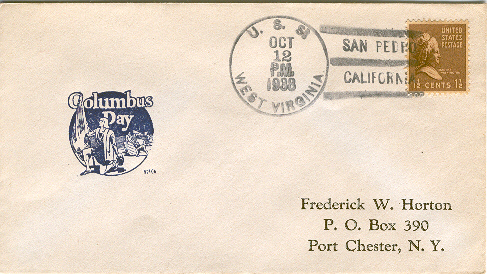 U. S. S.
OCT
12
P.M.
1938
WEST VIRGINIA
SAN PEDRO
CALIFORNIA
UNITED
STATES
POSTAGE
1½ CENTS 1½
Columbus
Day
Frederick W. Horton
P. O. Box 390
Port Chester, N. Y.